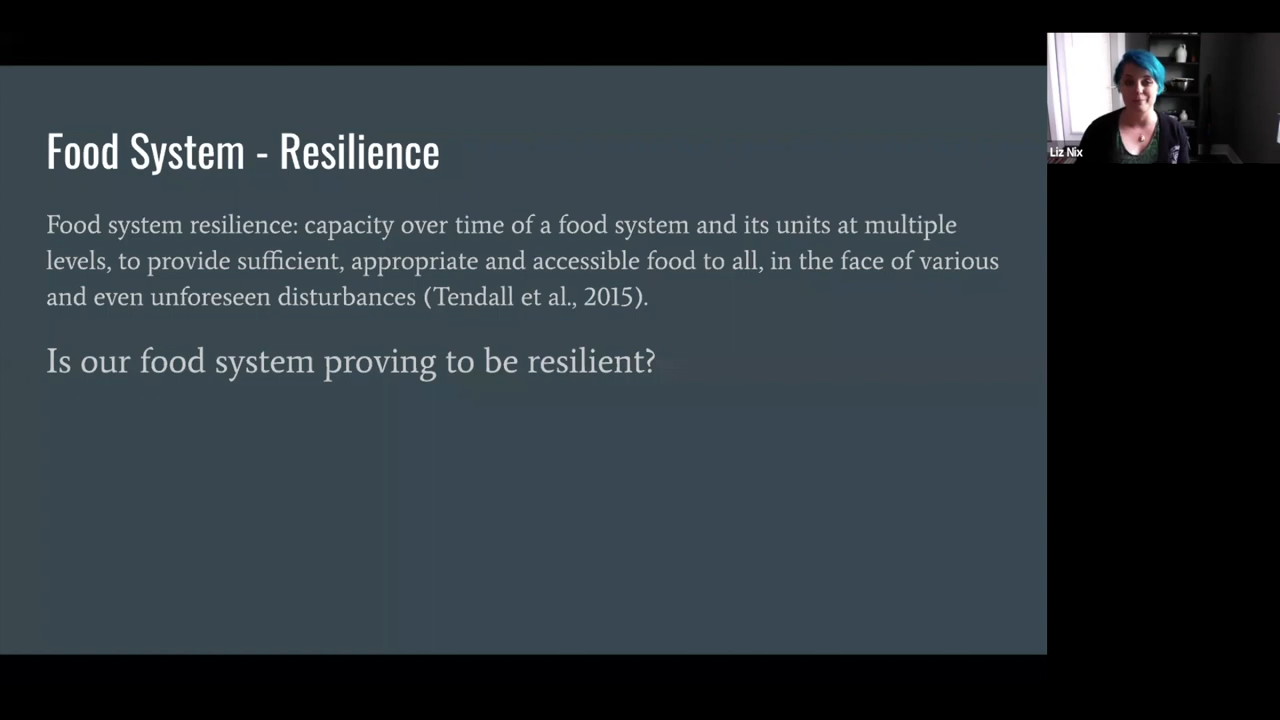 Food System - Resilience
Food system resilience: capacity over time of a food system and its units at multiple
levels, to provide sufficient, appropriate and accessible food to all, in the face of various
and even unforeseen disturbances (Tendall et al., 2015).
Is our food system proving to be resilient?
Liz Nix